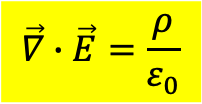 ∇⃗ · E⃗ = ρ/ε₀